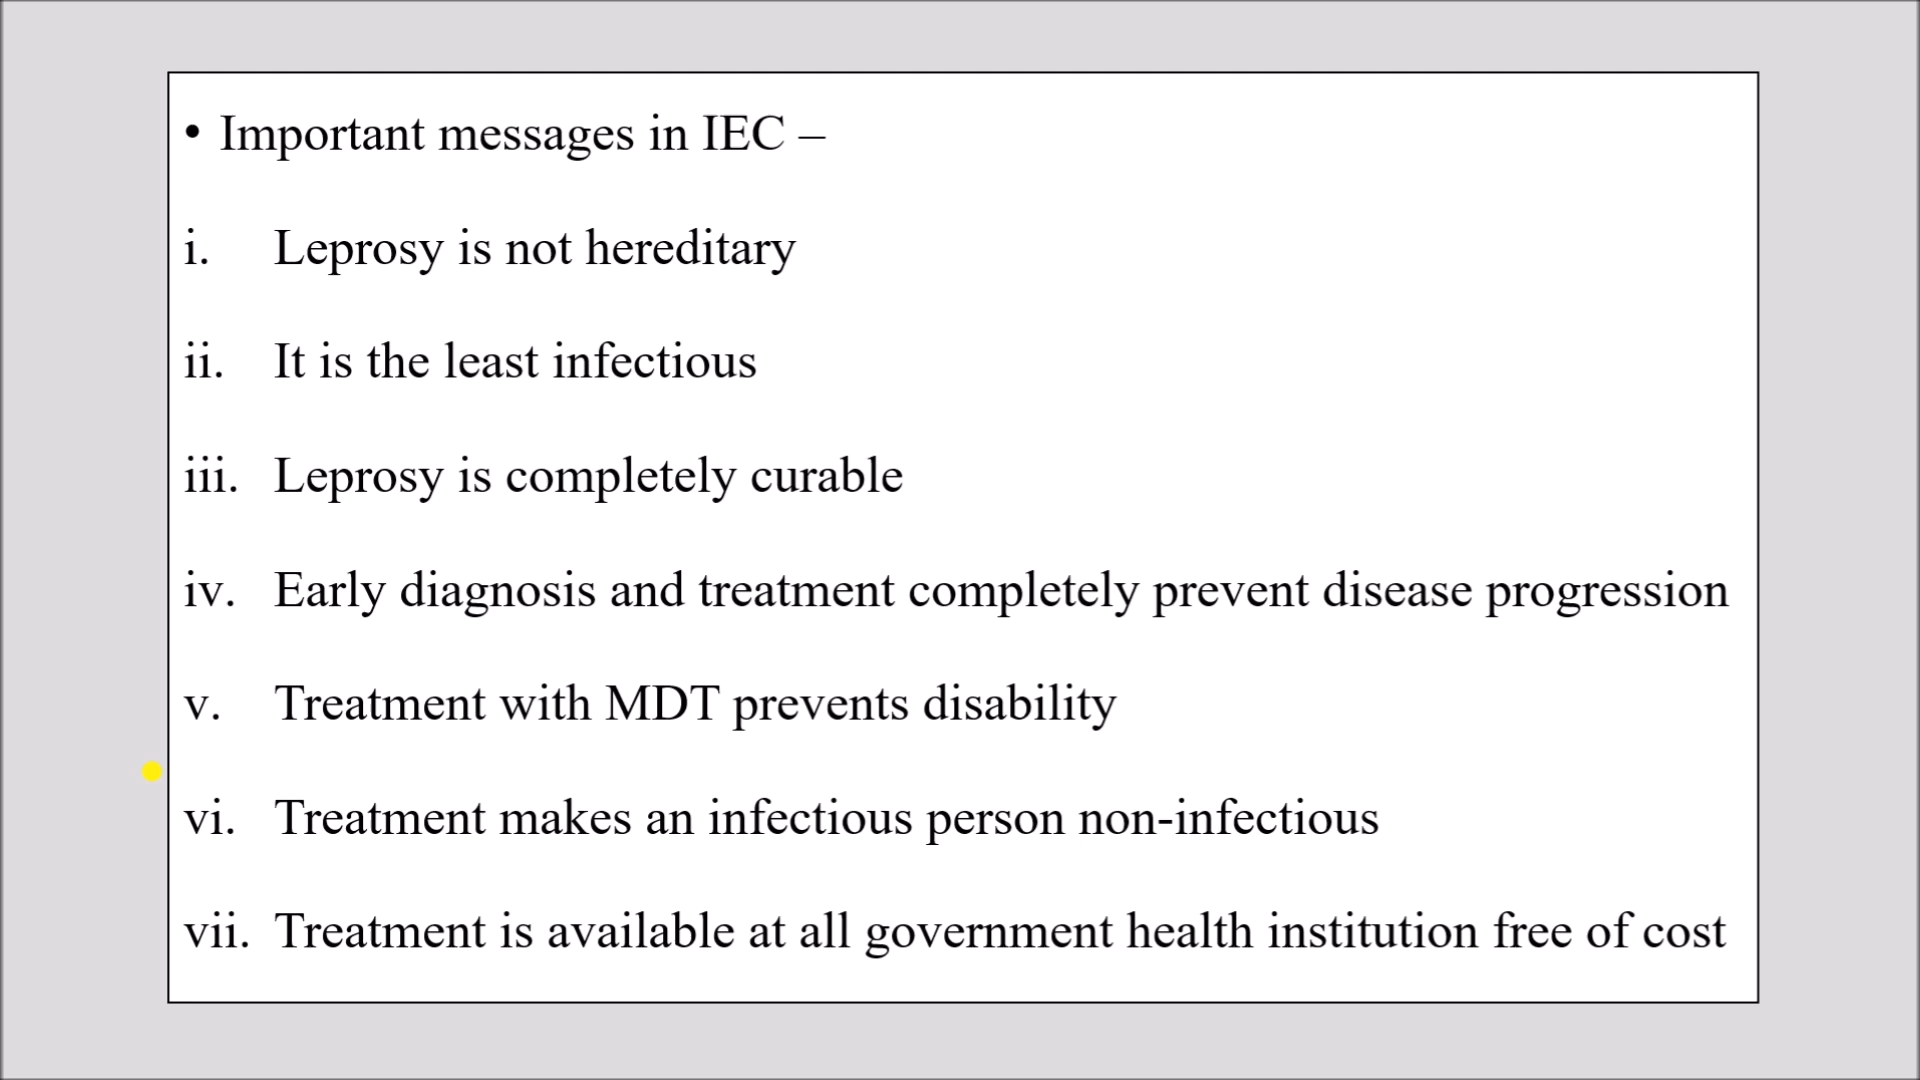 • Important messages in IEC –
i. Leprosy is not hereditary
ii. It is the least infectious
iii. Leprosy is completely curable
iv. Early diagnosis and treatment completely prevent disease progression
v. Treatment with MDT prevents disability
vi. Treatment makes an infectious person non-infectious
vii. Treatment is available at all government health institution free of cost